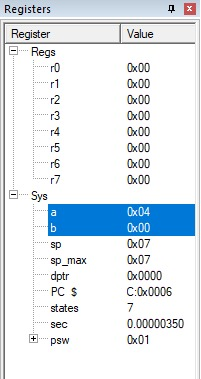 Registers
Register Value
Regs
r0 0x00
r1 0x00
r2 0x00
r3 0x00
r4 0x00
r5 0x00
r6 0x00
r7 0x00
Sys
a 0x04
b 0x00
sp 0x07
sp_max 0x07
dptr 0x0000
PC $ C:0x0006
states 7
sec 0.00000350
psw 0x01